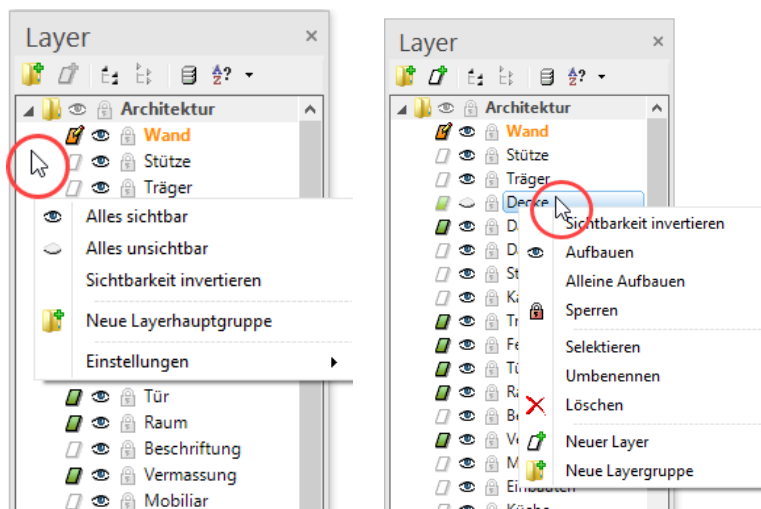 Layer
Architektur
Wand
Stütze
Träger
Alles sichtbar
Alles unsichtbar
Sichtbarkeit invertieren
Neue Layerhauptgruppe
Einstellungen
Tür
Raum
Beschriftung
Vermassung
Mobiliar
Layer
Architektur
Wand
Stütze
Träger
Decke
Sichtbarkeit invertieren
Aufbauen
Alleine Aufbauen
Sperren
Selektieren
Umbenennen
Löschen
Neuer Layer
Neue Layergruppe
Einbauten
Küche